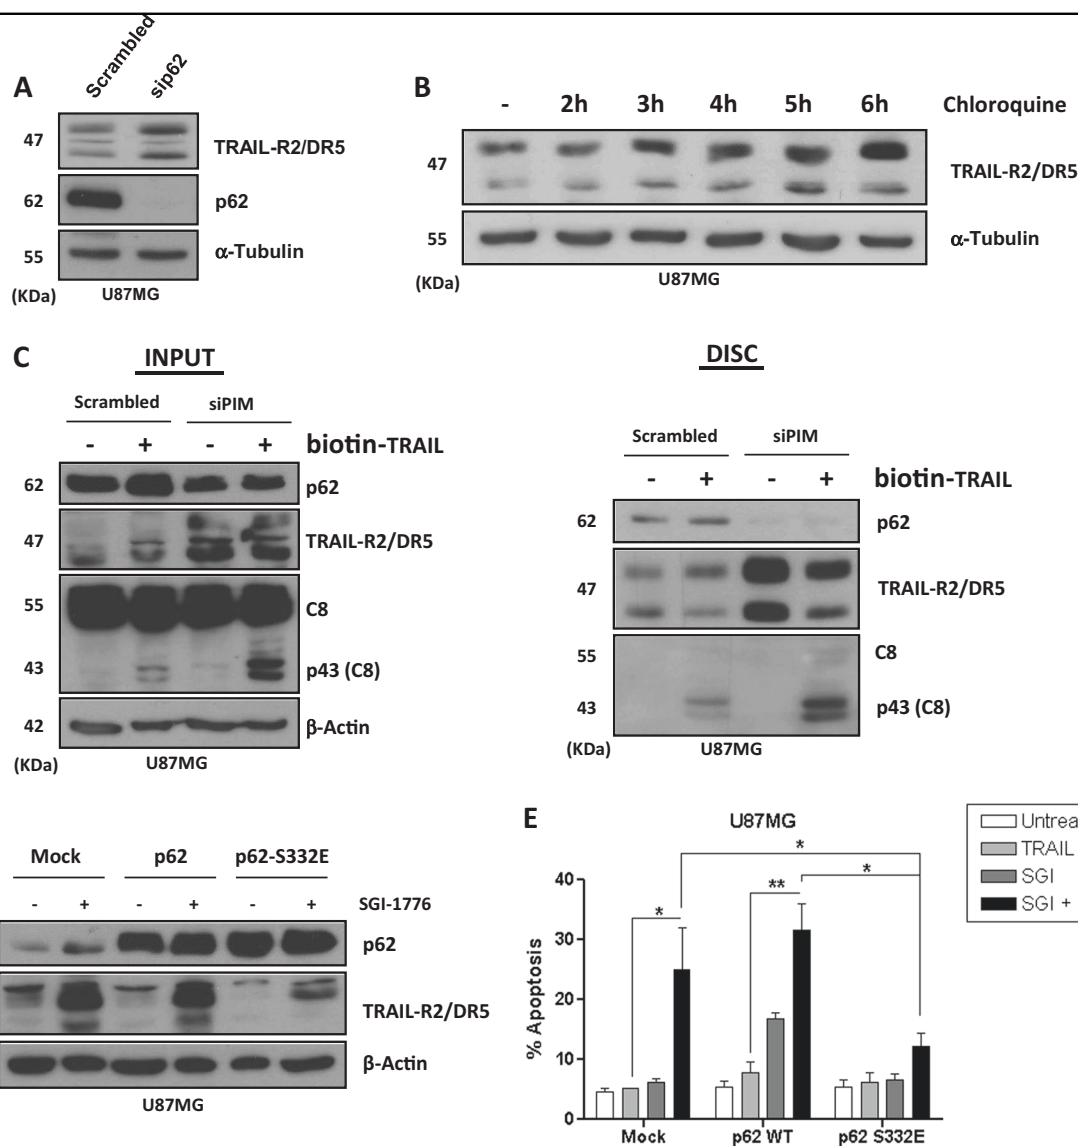 A
Scrambled
sip62
47
TRAIL-R2/DR5
62
p62
55
α-Tubulin
(KDa)
U87MG
B
- 2h 3h 4h 5h 6h Chloroquine
47
TRAIL-R2/DR5
55
α-Tubulin
(KDa)
U87MG
C
INPUT
Scrambled siPIM
- + - + biotin-TRAIL
62
p62
47
TRAIL-R2/DR5
55
C8
43
p43 (C8)
42
β-Actin
(KDa)
U87MG
DISC
Scrambled siPIM
- + - + biotin-TRAIL
62
p62
47
TRAIL-R2/DR5
55
C8
43
p43 (C8)
(KDa)
U87MG
Mock p62 p62-S332E
- + - + - + SGI-1776
p62
TRAIL-R2/DR5
β-Actin
U87MG
E
U87MG
Untrea
TRAIL
SGI
SGI +
% Apoptosis
40
30
20
10
0
*
**
*
*
Mock p62 WT p62 S332E